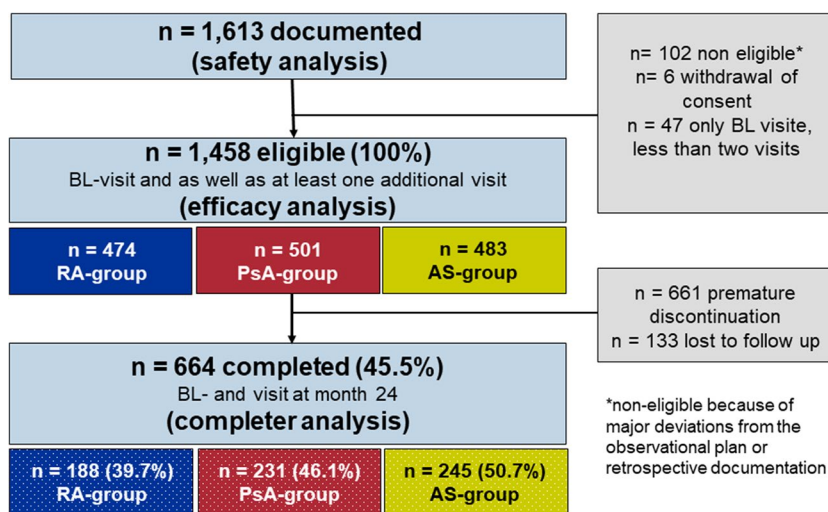 n = 1,613 documented
(safety analysis)
n= 102 non eligible*
n= 6 withdrawal of
consent
n = 47 only BL visite,
less than two visits
n = 1,458 eligible (100%)
BL-visit and as well as at least one additional visit
(efficacy analysis)
n = 474
RA-group
n = 501
PsA-group
n = 483
AS-group
n = 661 premature
discontinuation
n = 133 lost to follow up
n = 664 completed (45.5%)
BL- and visit at month 24
(completer analysis)
n = 188 (39.7%)
RA-group
n = 231 (46.1%)
PsA-group
n = 245 (50.7%)
AS-group
*non-eligible because of
major deviations from the
observational plan or
retrospective documentation